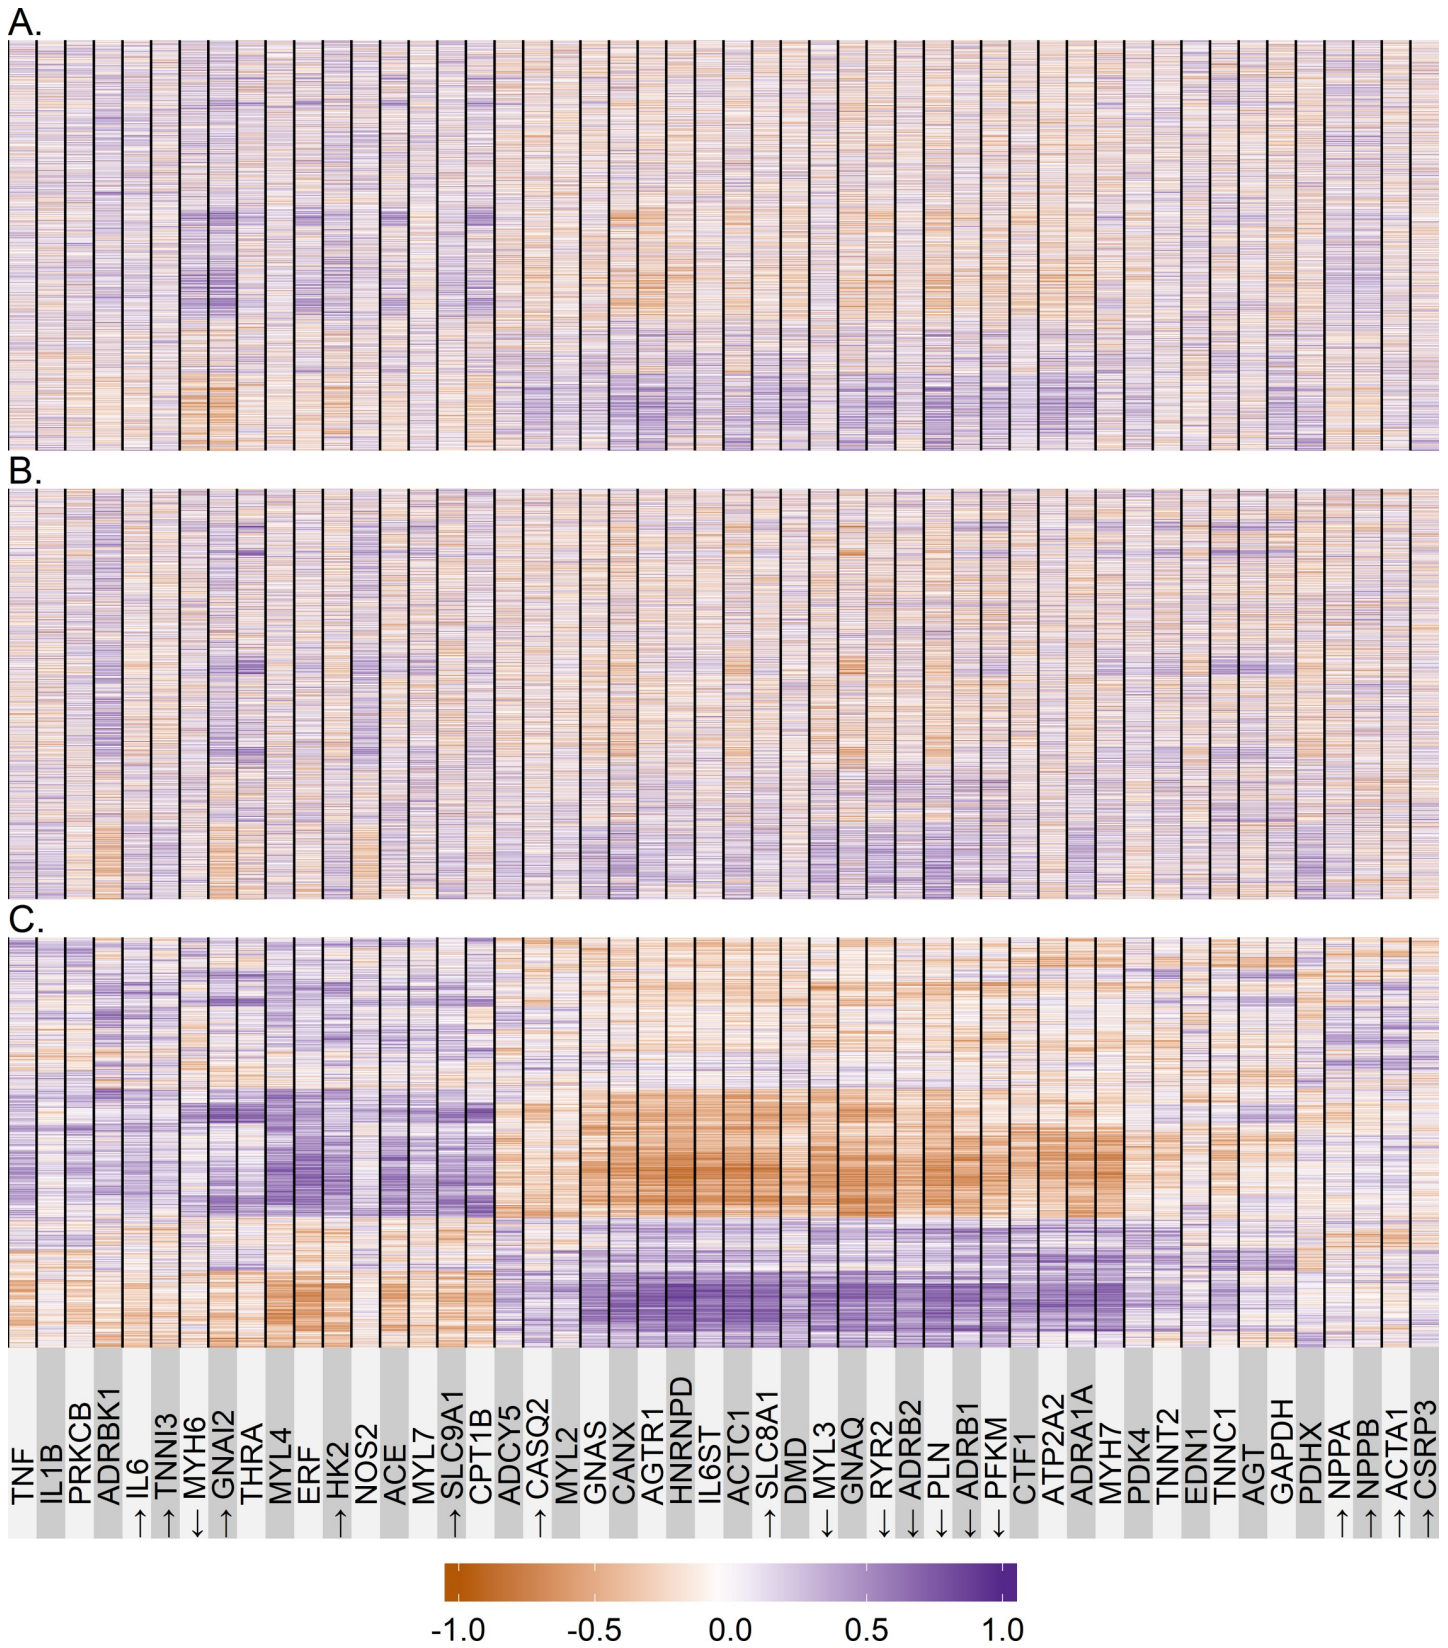 A.
B.
C.
TNF
IL1B
PRKCB
ADRBK1
→IL6
→TNNI3
←MYH6
→GNAI2
THRA
MYL4
ERF
→HK2
NOS2
ACE
MYL7
→SLC9A1
CPT1B
ADCY5
→CASQ2
MYL2
GNAS
CANX
AGTR1
HNRNPD
IL6ST
ACTC1
→SLC8A1
DMD
←MYL3
GNAQ
←RYR2
←ADRB2
←PLN
←ADRB1
←PFKM
CTF1
ATP2A2
ADRA1A
MYH7
PDK4
TNNT2
EDN1
TNNC1
AGT
GAPDH
PDHX
→NPPA
→NPPB
→ACTA1
→CSRP3
-1.0 -0.5 0.0 0.5 1.0